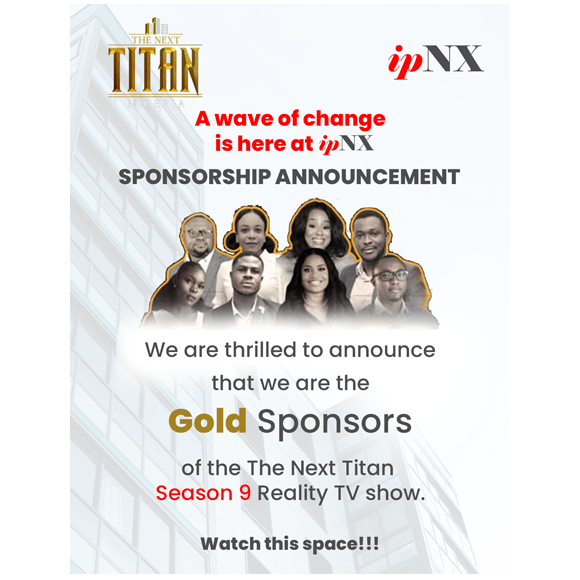 THE NEXT
TITAN
NIGERIA
ipNX
A wave of change
is here at ipNX
SPONSORSHIP ANNOUNCEMENT
We are thrilled to announce
that we are the
Gold Sponsors
of the The Next Titan
Season 9 Reality TV show.
Watch this space!!!